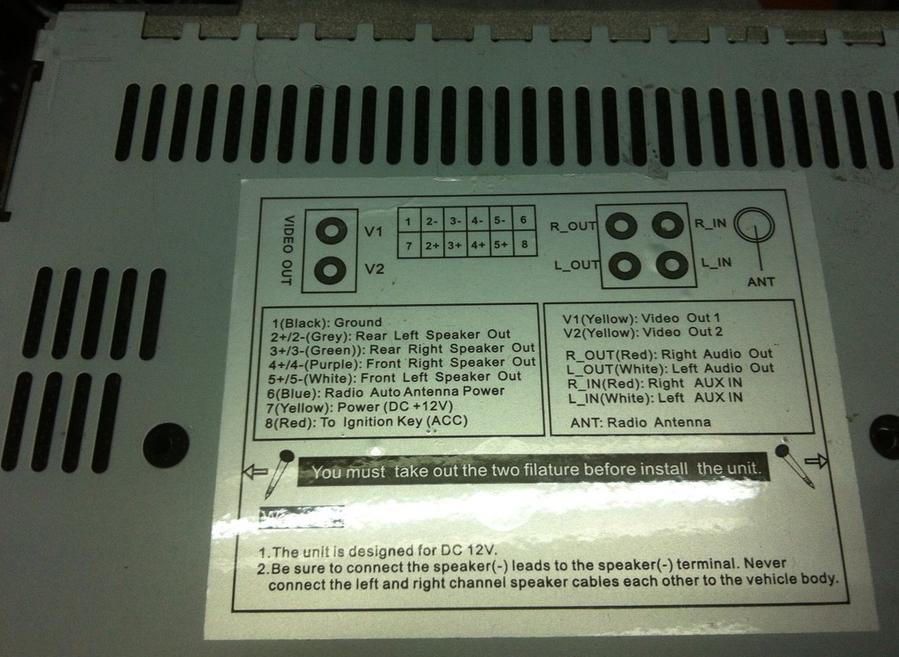 VIDEO OUT
V1
V2
1 2- 3- 4- 5- 6
7 2+ 3+ 4+ 5+ 8
R_OUT R_IN
L_OUT L_IN
ANT
1(Black): Ground
2+/2-(Grey): Rear Left Speaker Out
3+/3-(Green)): Rear Right Speaker Out
4+/4-(Purple): Front Right Speaker Out
5+/5-(White): Front Left Speaker Out
6(Blue): Radio Auto Antenna Power
7(Yellow): Power (DC +12V)
8(Red): To Ignition Key (ACC)
V1(Yellow): Video Out 1
V2(Yellow): Video Out 2
R_OUT(Red): Right Audio Out
L_OUT(White): Left Audio Out
R_IN(Red): Right AUX IN
L_IN(White): Left AUX IN
ANT: Radio Antenna
You must take out the two filature before install the unit.
1.The unit is designed for DC 12V.
2.Be sure to connect the speaker(-) leads to the speaker(-) terminal. Never
connect the left and right channel speaker cables each other to the vehicle body.